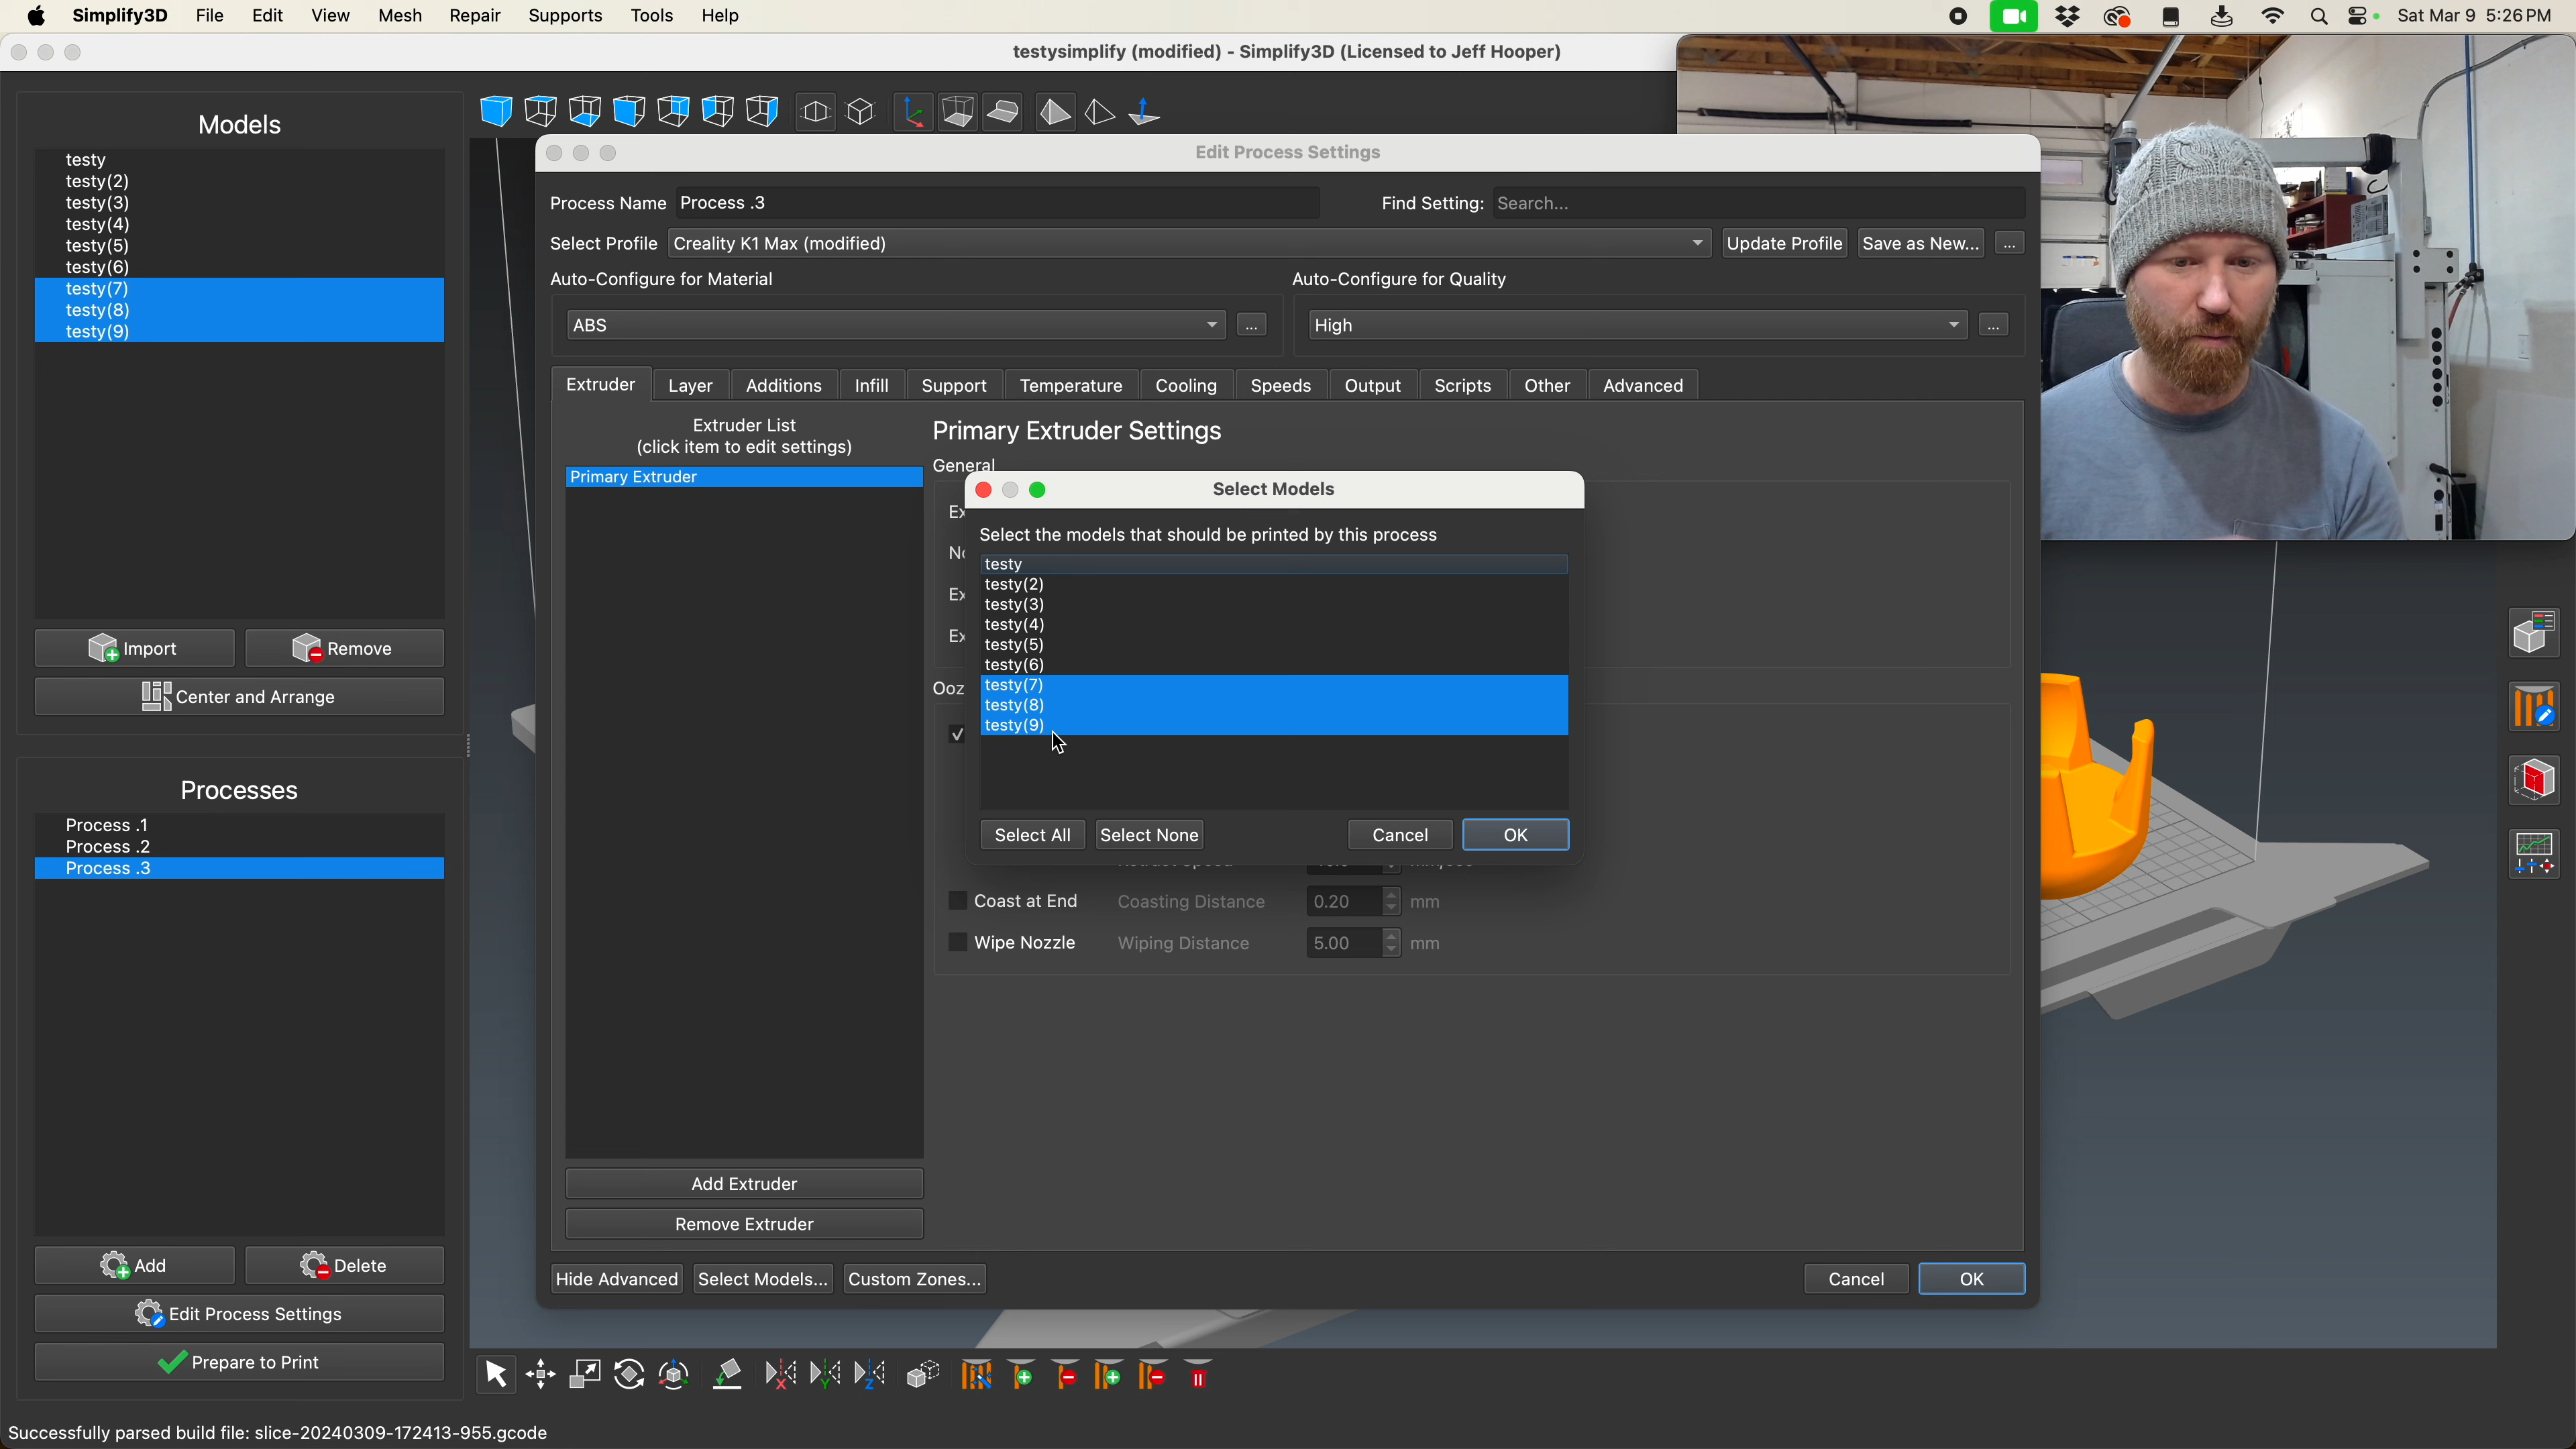 Simplify3D File Edit View Mesh Repair Supports Tools Help
Sat Mar 9 5:26 PM
testysimplify (modified) - Simplify3D (Licensed to Jeff Hooper)
Models
testy
testy(2)
testy(3)
testy(4)
testy(5)
testy(6)
testy(7)
testy(8)
testy(9)
Import
Remove
Center and Arrange
Processes
Process .1
Process .2
Process .3
Add
Delete
Edit Process Settings
Prepare to Print
Successfully parsed build file: slice-20240309-172413-955.gcode
Edit Process Settings
Process Name Process .3
Find Setting: Search...
Select Profile Creality K1 Max (modified)
Update Profile
Save as New...
...
Auto-Configure for Material
ABS
...
Auto-Configure for Quality
High
...
Extruder Layer Additions Infill Support Temperature Cooling Speeds Output Scripts Other Advanced
Extruder List
(click item to edit settings)
Primary Extruder
Primary Extruder Settings
General
Ex
Ex
Ex
Ooz
Select Models
Select the models that should be printed by this process
testy
testy(2)
testy(3)
testy(4)
testy(5)
testy(6)
testy(7)
testy(8)
testy(9)
Select All
Select None
Cancel
OK
Coast at End Coasting Distance 0.20 mm
Wipe Nozzle Wiping Distance 5.00 mm
Add Extruder
Remove Extruder
Hide Advanced
Select Models...
Custom Zones...
Cancel
OK